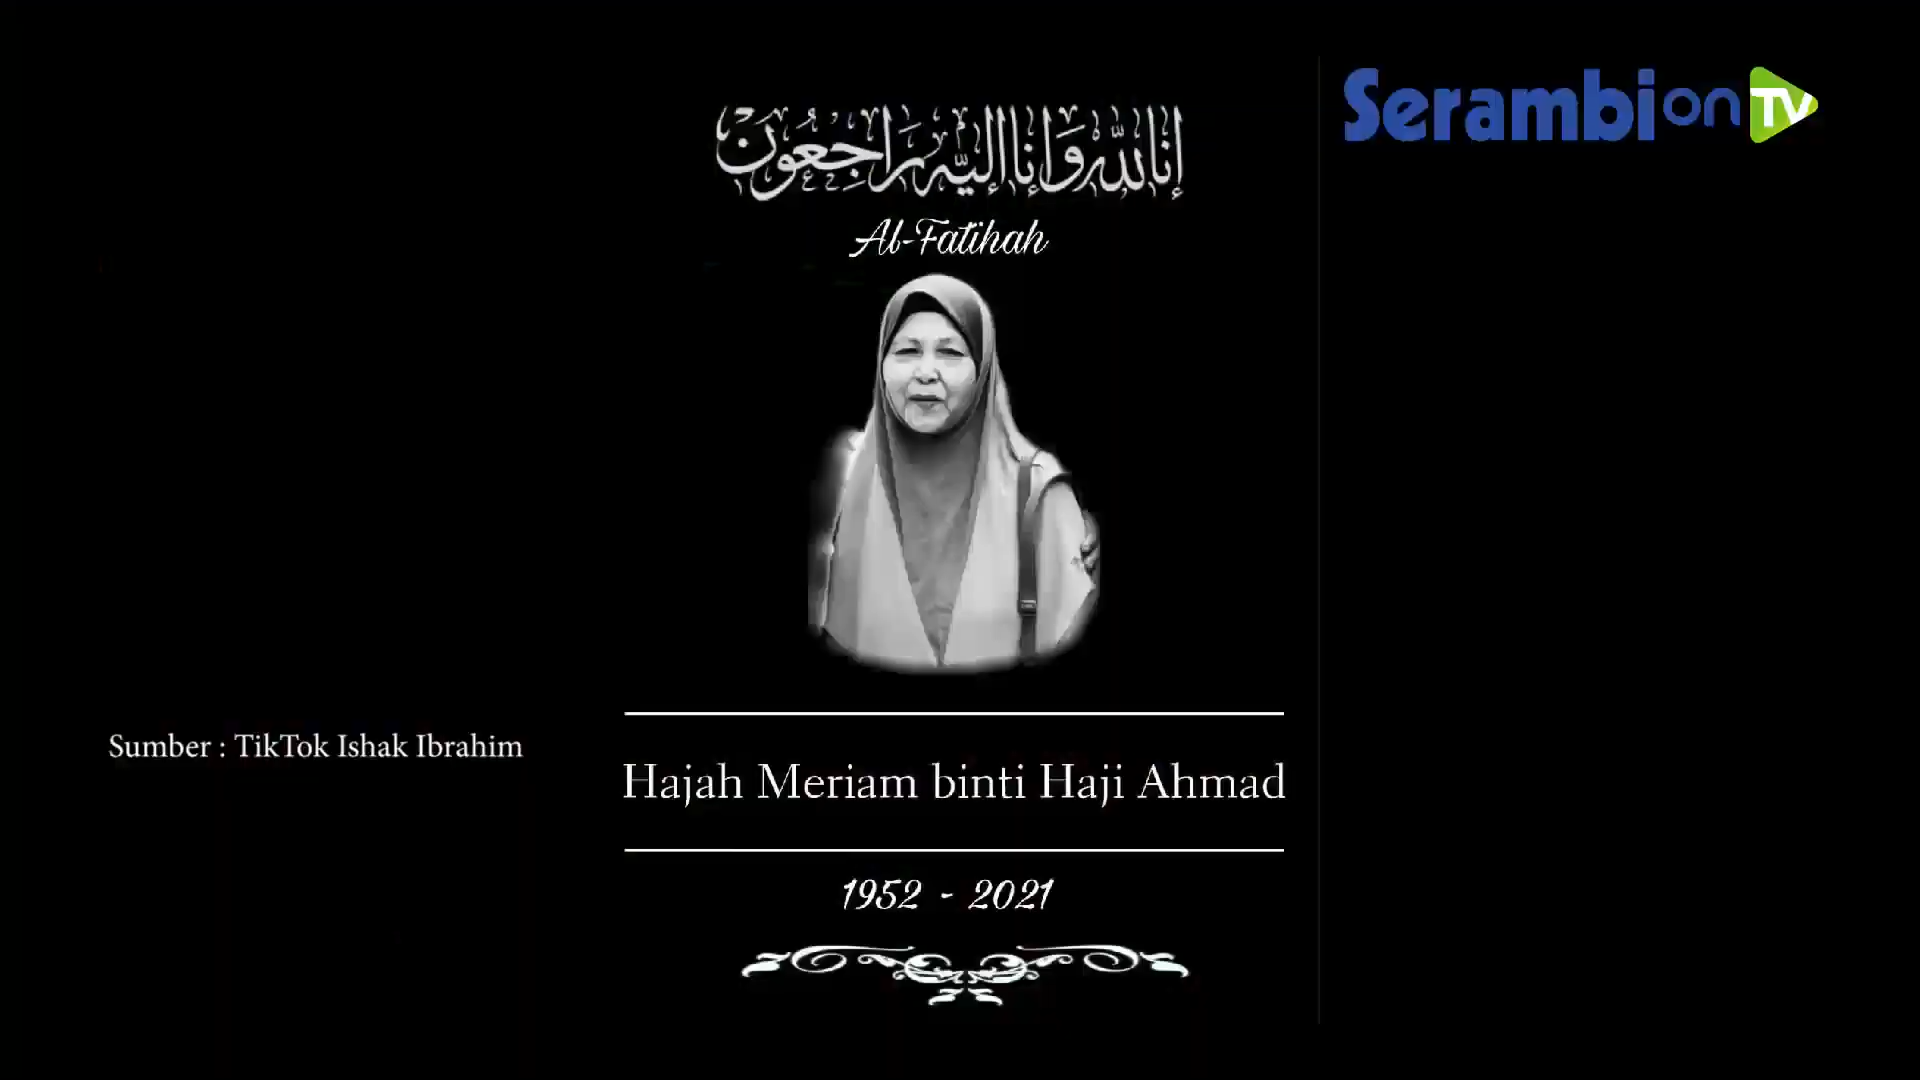 Serambi on TV
إنا لله وإنا إليه راجعون
Al-Fatihah
Sumber : TikTok Ishak Ibrahim
Hajah Meriam binti Haji Ahmad
1952 - 2021